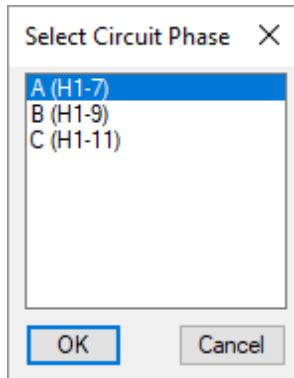 Select Circuit Phase
A (H1-7)
B (H1-9)
C (H1-11)
OK
Cancel